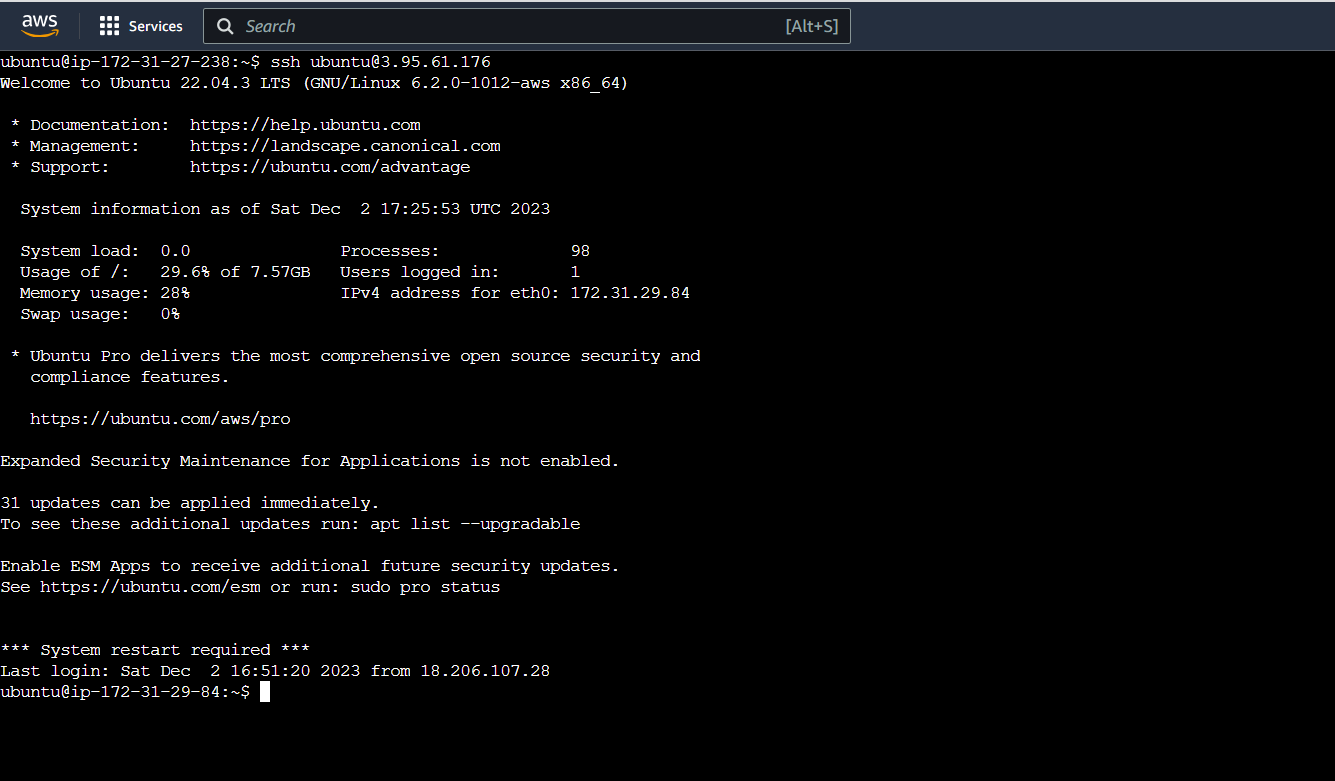 aws Services Search [Alt+S]
ubuntu@ip-172-31-27-238:~$ ssh ubuntu@3.95.61.176
Welcome to Ubuntu 22.04.3 LTS (GNU/Linux 6.2.0-1012-aws x86_64)
* Documentation: https://help.ubuntu.com
* Management: https://landscape.canonical.com
* Support: https://ubuntu.com/advantage
System information as of Sat Dec 2 17:25:53 UTC 2023
System load: 0.0 Processes: 98
Usage of /: 29.6% of 7.57GB Users logged in: 1
Memory usage: 28% IPv4 address for eth0: 172.31.29.84
Swap usage: 0%
* Ubuntu Pro delivers the most comprehensive open source security and
compliance features.
https://ubuntu.com/aws/pro
Expanded Security Maintenance for Applications is not enabled.
31 updates can be applied immediately.
To see these additional updates run: apt list --upgradable
Enable ESM Apps to receive additional future security updates.
See https://ubuntu.com/esm or run: sudo pro status
*** System restart required ***
Last login: Sat Dec 2 16:51:20 2023 from 18.206.107.28
ubuntu@ip-172-31-29-84:~$